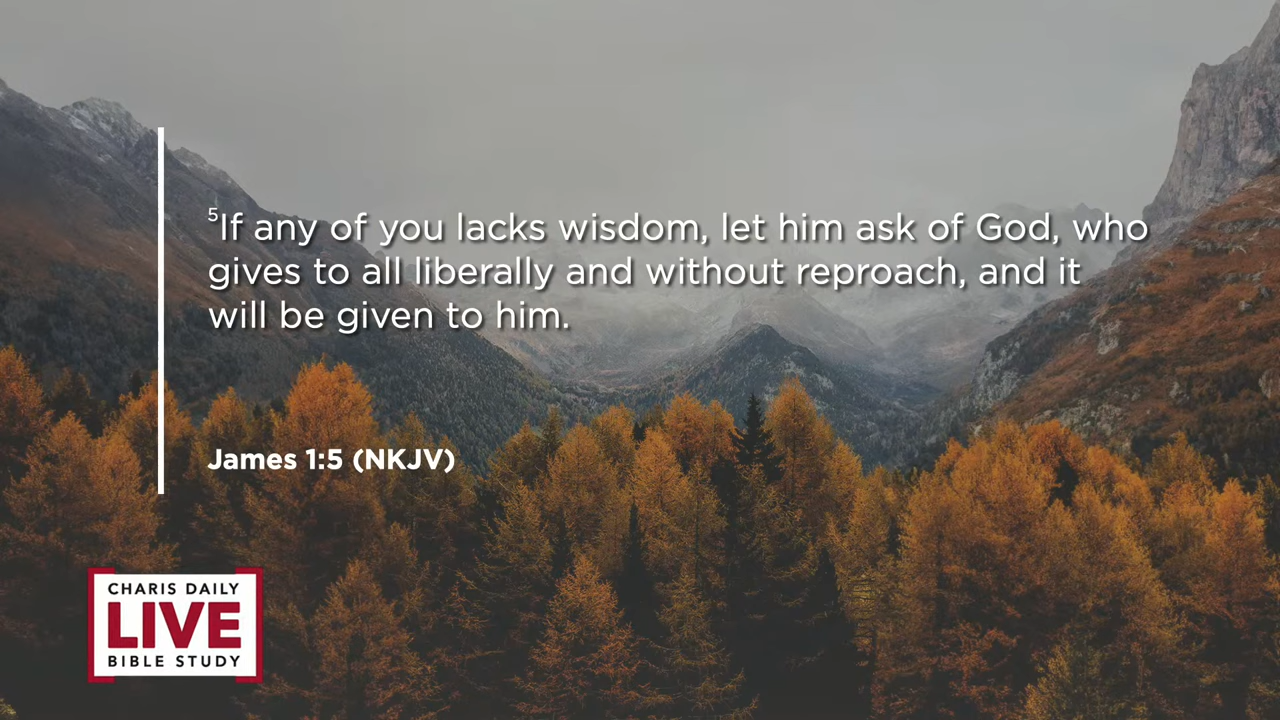 ⁵If any of you lacks wisdom, let him ask of God, who
gives to all liberally and without reproach, and it
will be given to him.
James 1:5 (NKJV)
CHARIS DAILY
LIVE
BIBLE STUDY